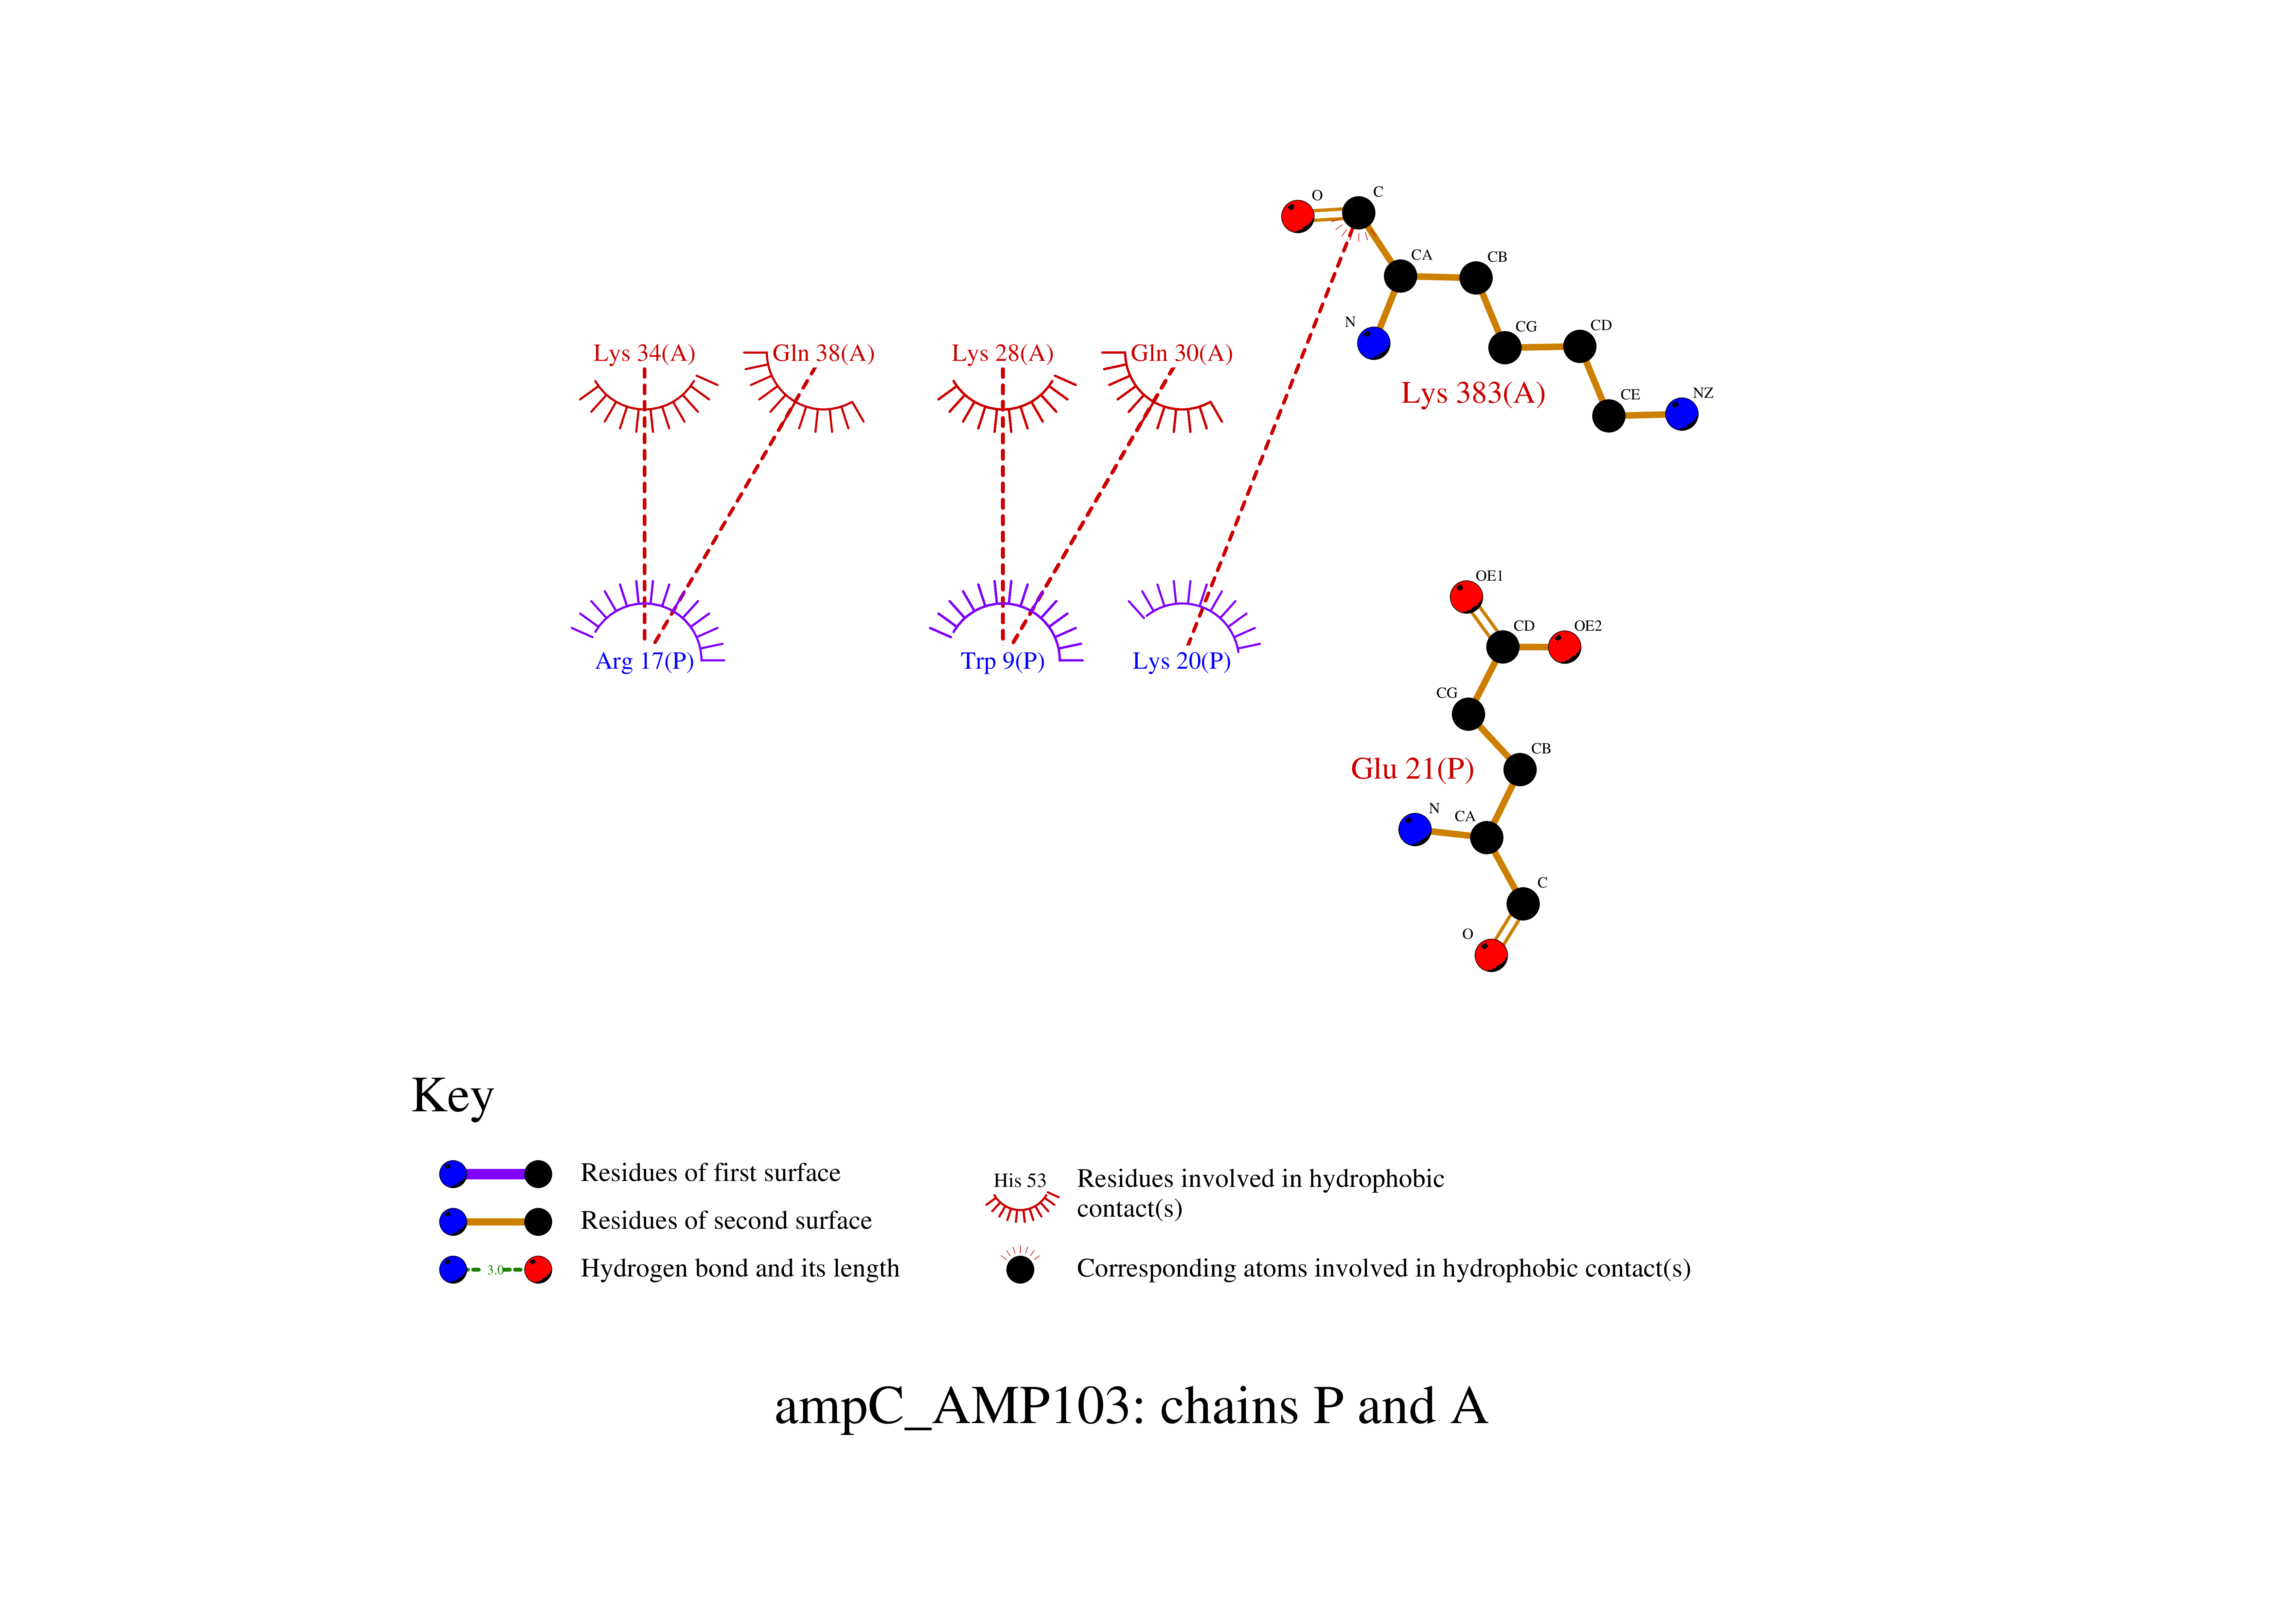 O C
CA CB
N CG CD
Lys 34(A) Gln 38(A) Lys 28(A) Gln 30(A)
Lys 383(A) CE NZ
OE1
CD OE2
Arg 17(P) Trp 9(P) Lys 20(P)
CG
CB
Glu 21(P)
N CA
C
O
Key
Residues of first surface
Residues of second surface
3.0 Hydrogen bond and its length
His 53 Residues involved in hydrophobic
contact(s)
Corresponding atoms involved in hydrophobic contact(s)
ampC_AMP103: chains P and A